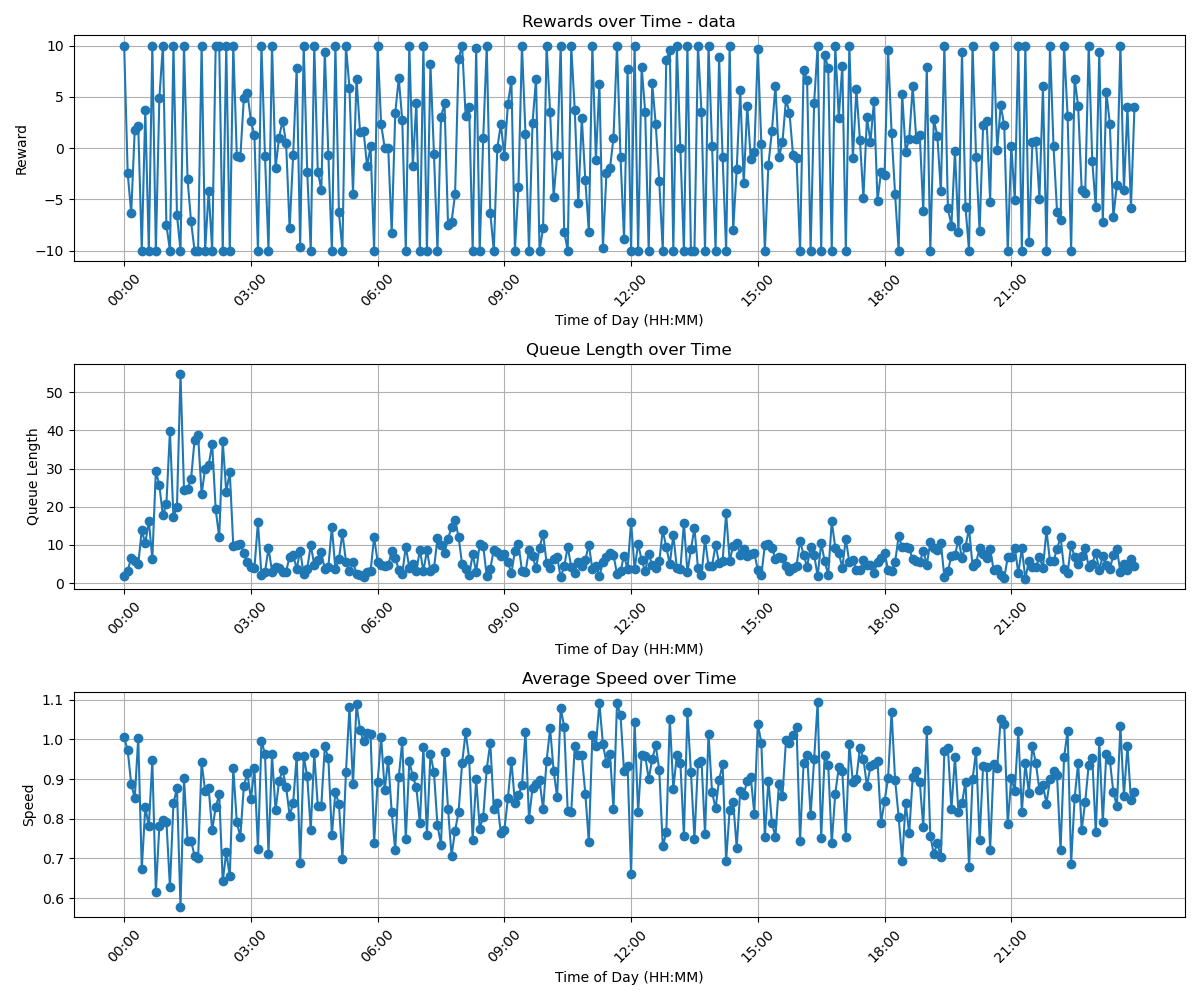 Rewards over Time - data
Reward
10
5
0
−5
−10
00:00 03:00 06:00 09:00 12:00 15:00 18:00 21:00
Time of Day (HH:MM)
Queue Length over Time
Queue Length
50
40
30
20
10
0
00:00 03:00 06:00 09:00 12:00 15:00 18:00 21:00
Time of Day (HH:MM)
Average Speed over Time
Speed
1.1
1.0
0.9
0.8
0.7
0.6
00:00 03:00 06:00 09:00 12:00 15:00 18:00 21:00
Time of Day (HH:MM)